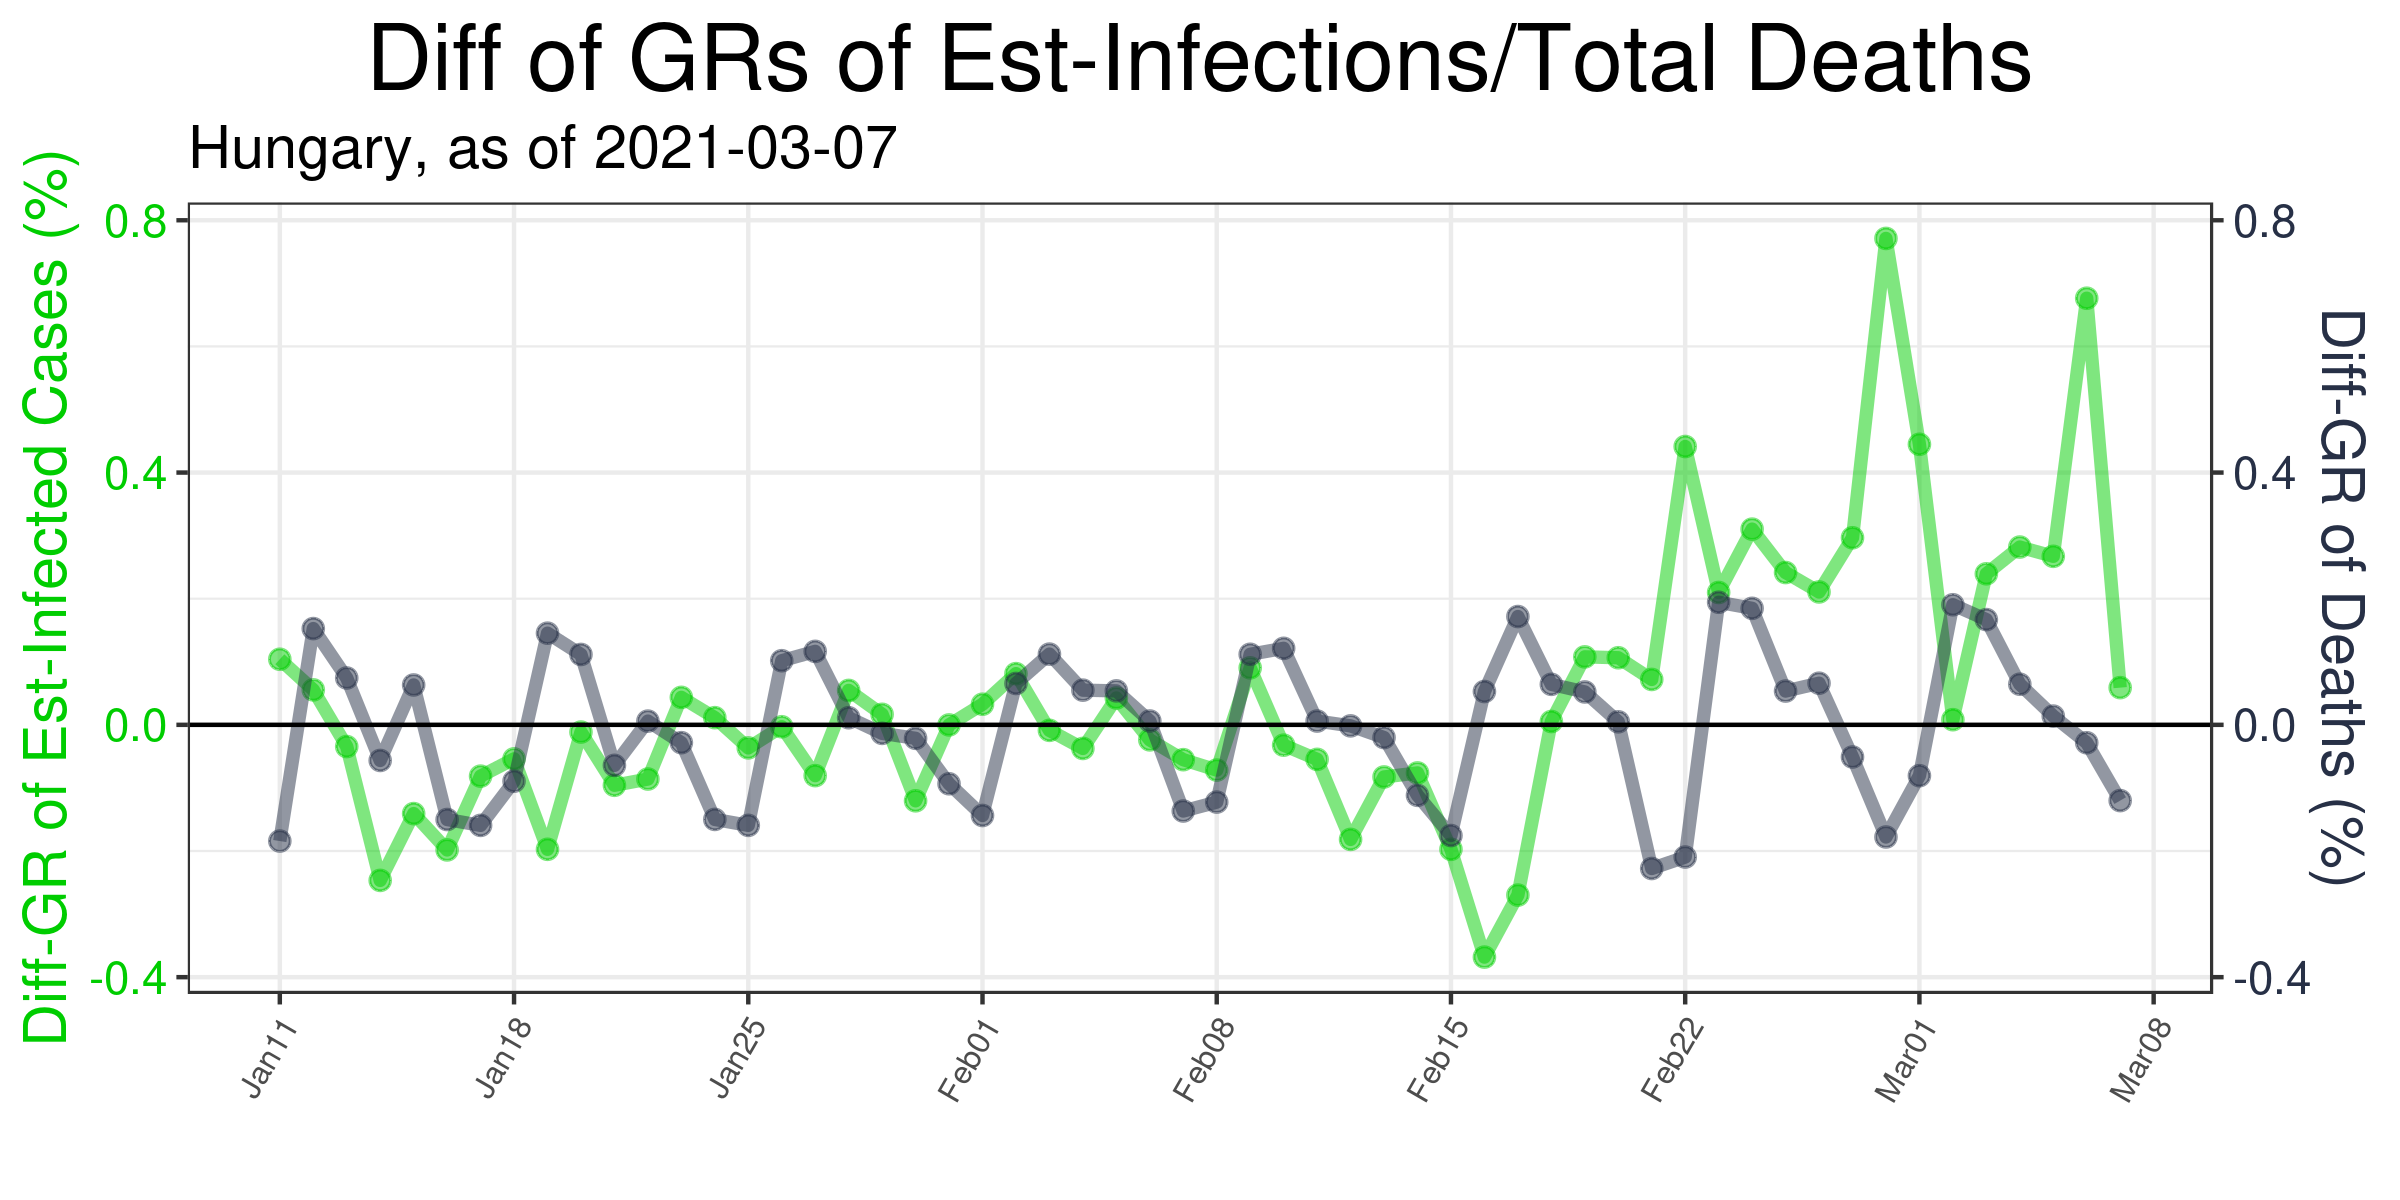 Diff of GRs of Est-Infections/Total Deaths
Hungary, as of 2021-03-07
Diff-GR of Est-Infected Cases (%)
0.8
0.4
0.0
-0.4
0.8
0.4
0.0
-0.4
Diff-GR of Deaths (%)
Jan11
Jan18
Jan25
Feb01
Feb08
Feb15
Feb22
Mar01
Mar08